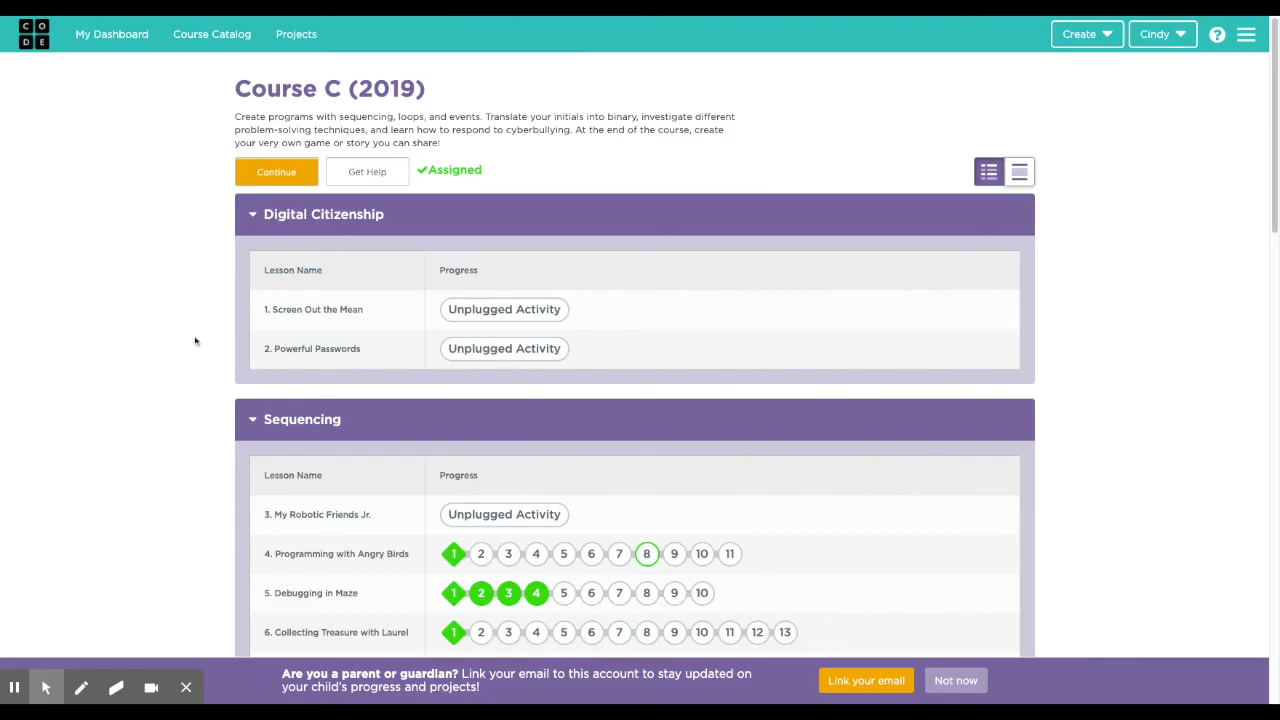 C O
D E
My Dashboard
Course Catalog
Projects
Create
Cindy
?
Course C (2019)
Create programs with sequencing, loops, and events. Translate your initials into binary, investigate different
problem-solving techniques, and learn how to respond to cyberbullying. At the end of the course, create
your very own game or story you can share!
Continue
Get Help
Assigned
Digital Citizenship
Lesson Name Progress
1. Screen Out the Mean Unplugged Activity
2. Powerful Passwords Unplugged Activity
Sequencing
Lesson Name Progress
3. My Robotic Friends Jr. Unplugged Activity
4. Programming with Angry Birds 1 2 3 4 5 6 7 8 9 10 11
5. Debugging in Maze 1 2 3 4 5 6 7 8 9 10
6. Collecting Treasure with Laurel 1 2 3 4 5 6 7 8 9 10 11 12 13
Are you a parent or guardian? Link your email to this account to stay updated on
your child's progress and projects!
Link your email
Not now